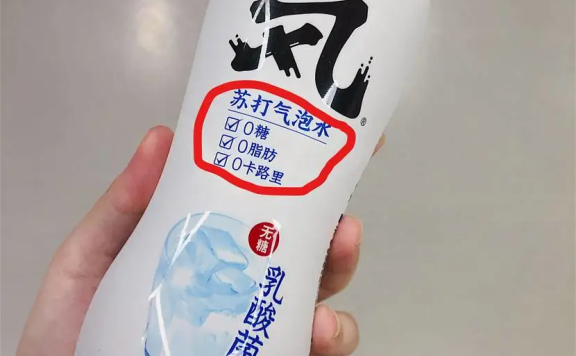 気
®
苏打气泡水
☑0糖
☑0脂肪
☑0卡路里
无糖
乳酸菌